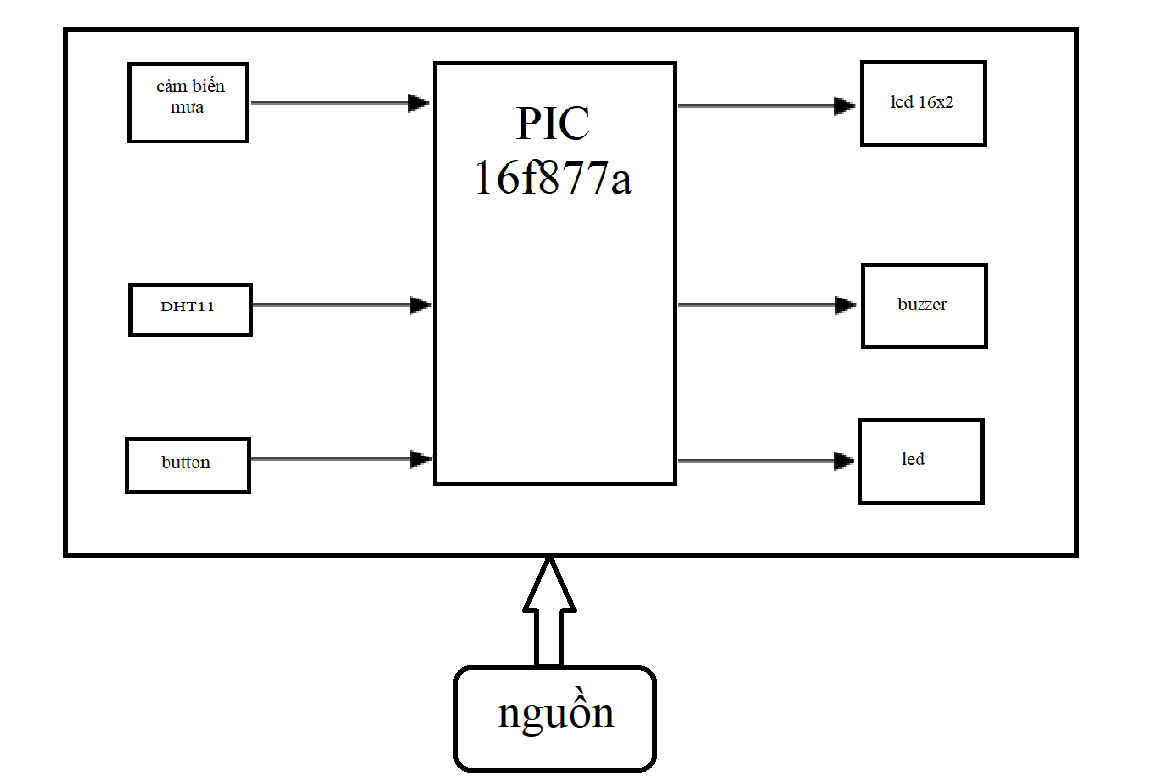 cảm biến
mưa
PIC
16f877a
lcd 16x2
DHT11
buzzer
button
led
nguồn